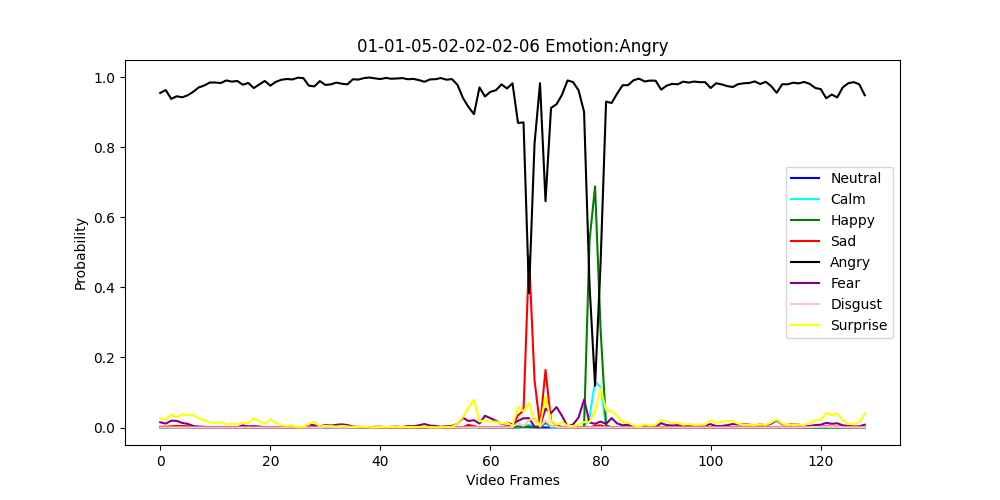 01-01-05-02-02-02-06 Emotion:Angry
Probability
1.0
0.8
0.6
0.4
0.2
0.0
Neutral
Calm
Happy
Sad
Angry
Fear
Disgust
Surprise
0 20 40 60 80 100 120
Video Frames